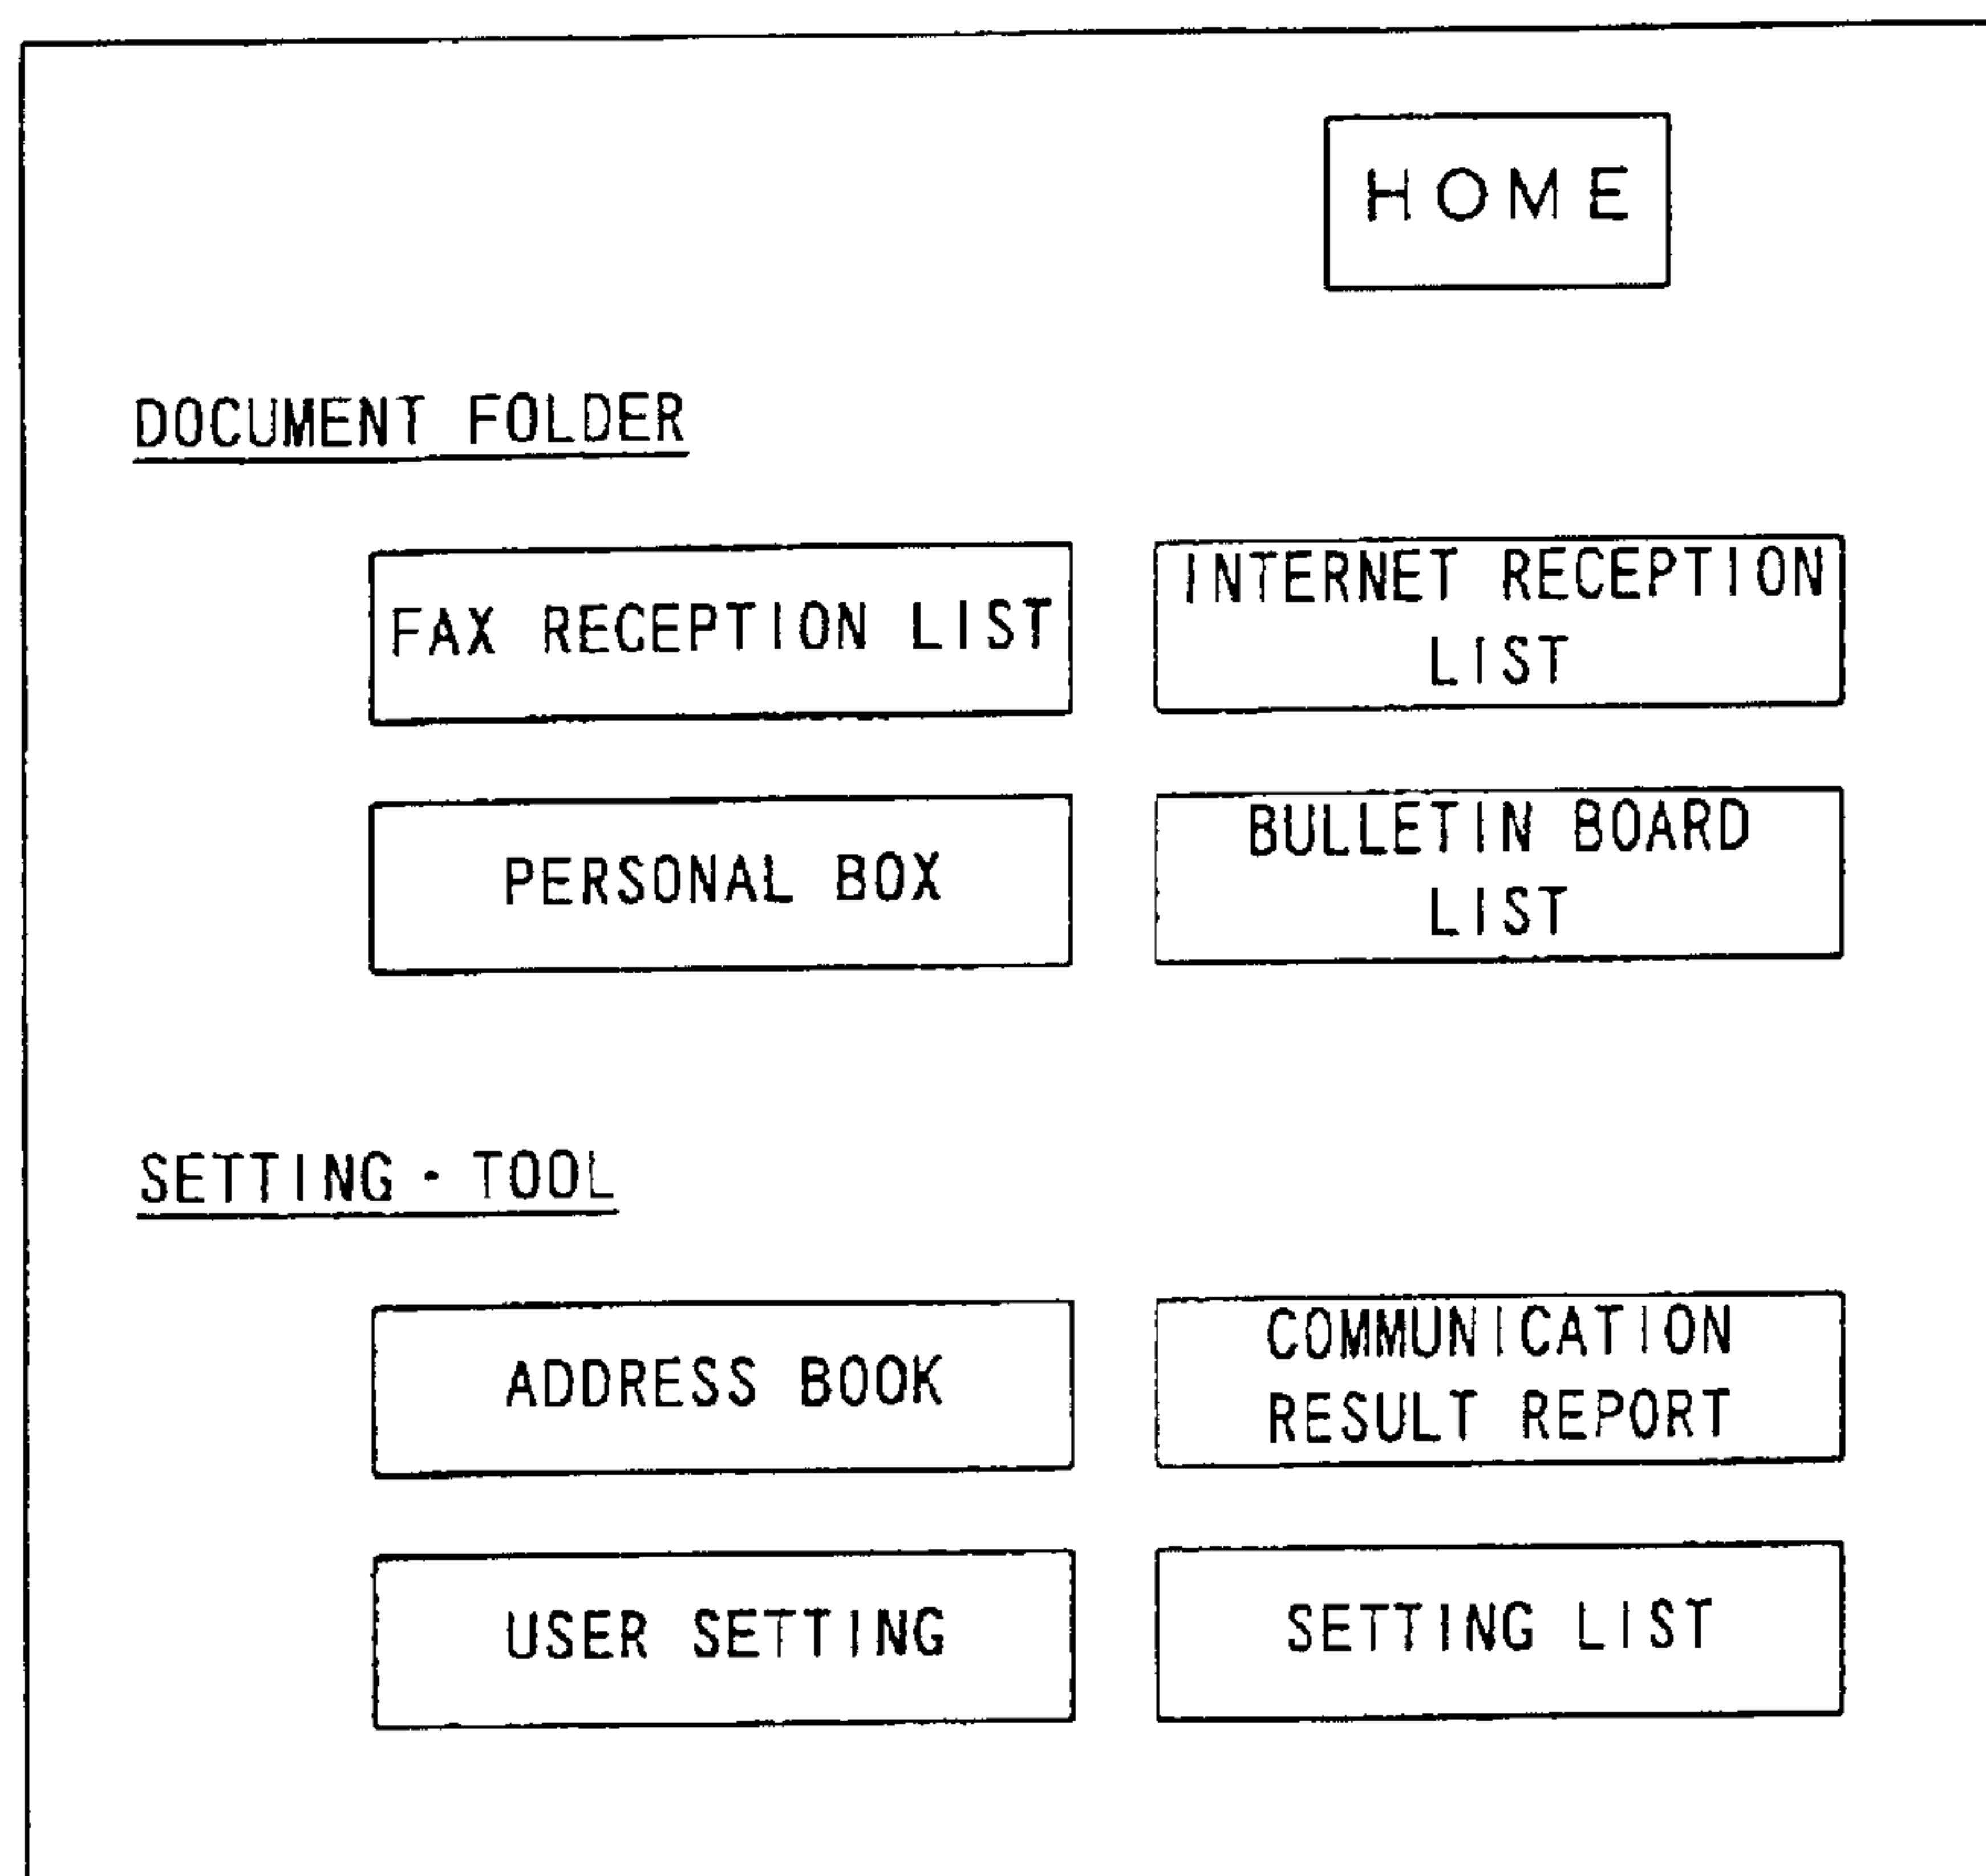 HOME
DOCUMENT FOLDER
FAX RECEPTION LIST
INTERNET RECEPTION
LIST
PERSONAL BOX
BULLETIN BOARD
LIST
SETTING・TOOL
ADDRESS BOOK
COMMUNICATION
RESULT REPORT
USER SETTING
SETTING LIST